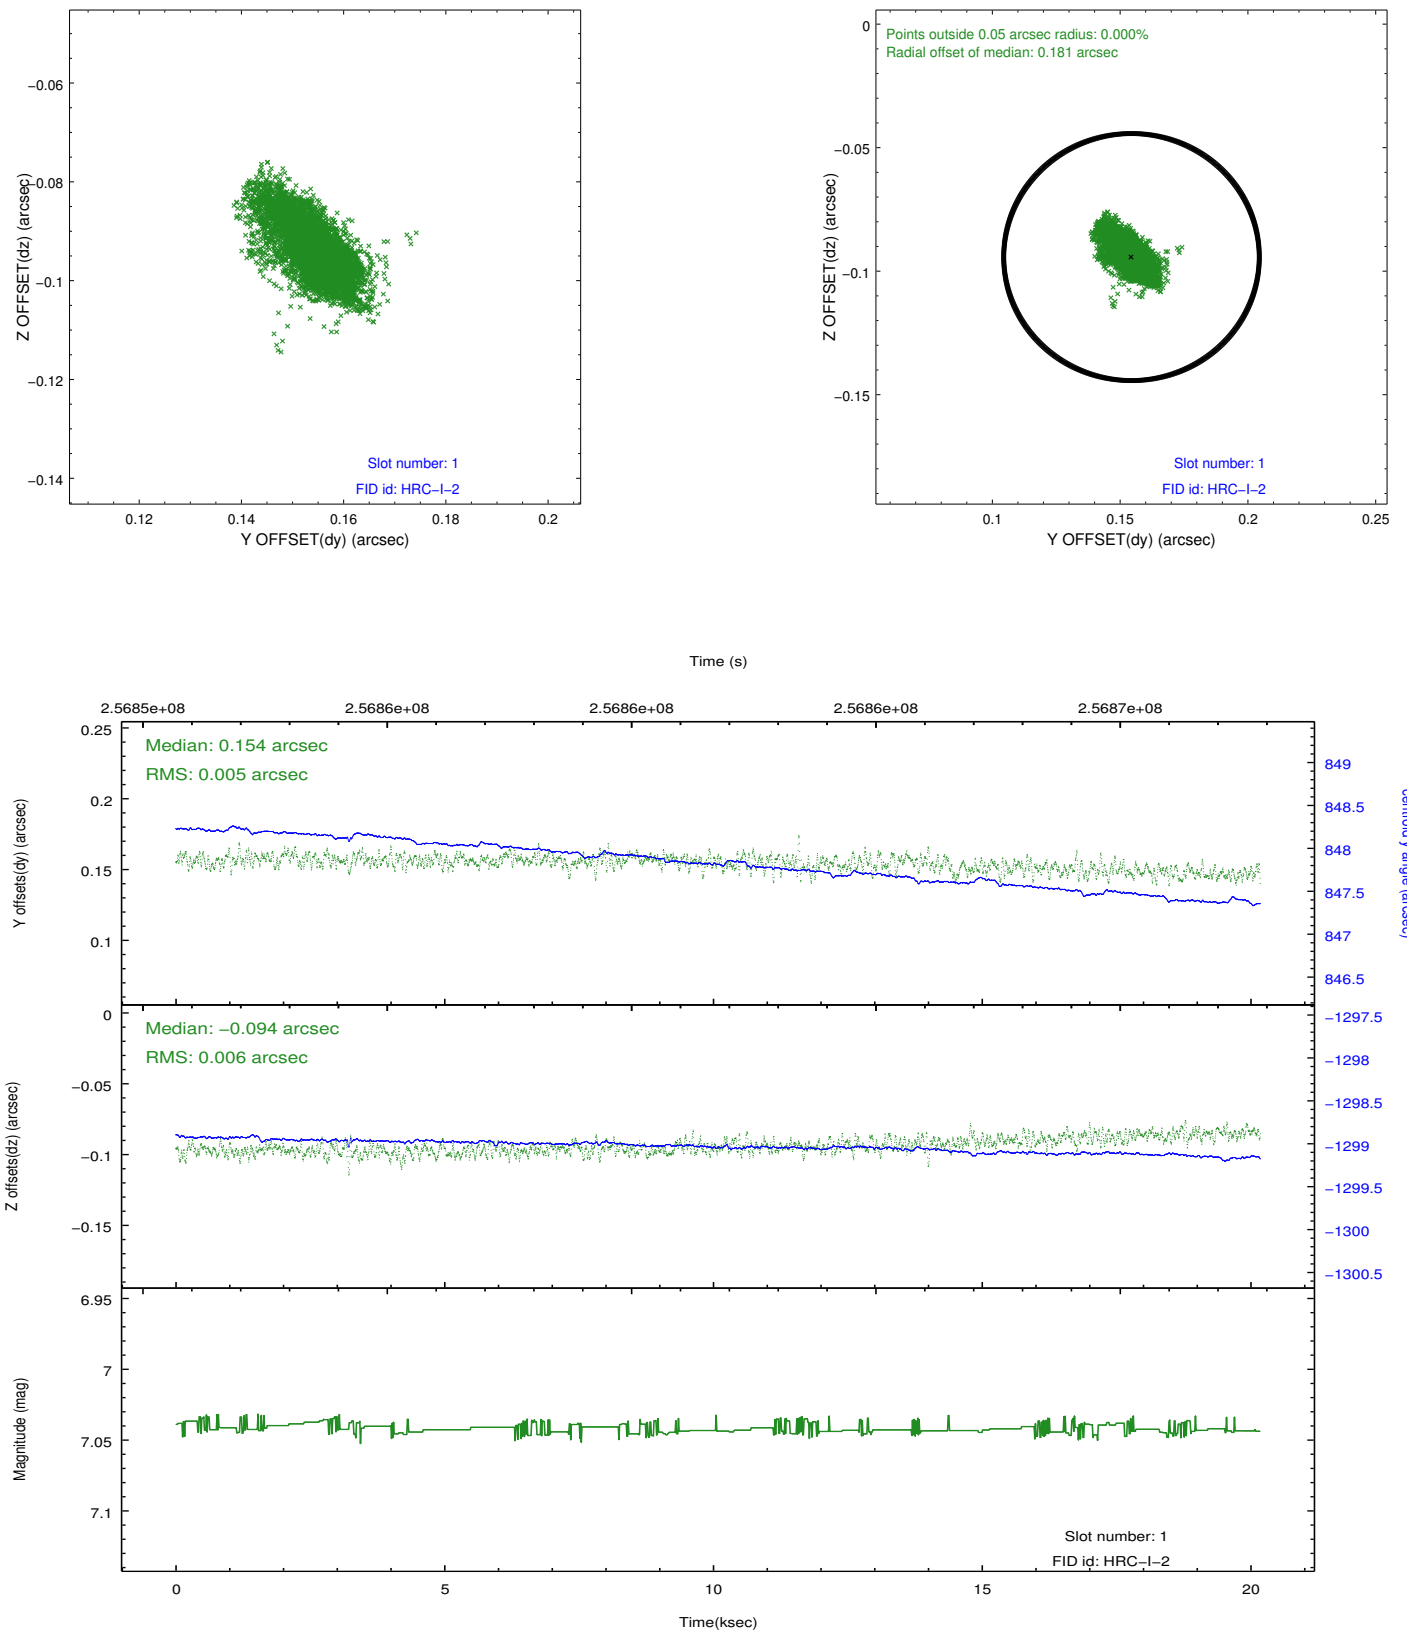 −0.06
−0.08
−0.1
−0.12
−0.14
Z OFFSET(dz) (arcsec)
Slot number: 1
FID id: HRC−I−2
0.12
0.14
0.16
0.18
0.2
Y OFFSET(dy) (arcsec)
Points outside 0.05 arcsec radius: 0.000%
Radial offset of median: 0.181 arcsec
0
−0.05
−0.1
−0.15
Z OFFSET(dz) (arcsec)
Slot number: 1
FID id: HRC−I−2
0.1
0.15
0.2
0.25
Y OFFSET(dy) (arcsec)
Time (s)
2.5685e+08
2.5686e+08
2.5686e+08
2.5686e+08
2.5687e+08
Median: 0.154 arcsec
RMS: 0.005 arcsec
0.25
0.2
0.15
0.1
Y offsets(dy) (arcsec)
849
848.5
848
847.5
847
846.5
centroid y angle (arcsec)
Median: −0.094 arcsec
RMS: 0.006 arcsec
0
−0.05
−0.1
−0.15
Z offsets(dz) (arcsec)
−1297.5
−1298
−1298.5
−1299
−1299.5
−1300
−1300.5
6.95
7
7.05
7.1
Magnitude (mag)
Slot number: 1
FID id: HRC−I−2
0
5
10
15
20
Time(ksec)